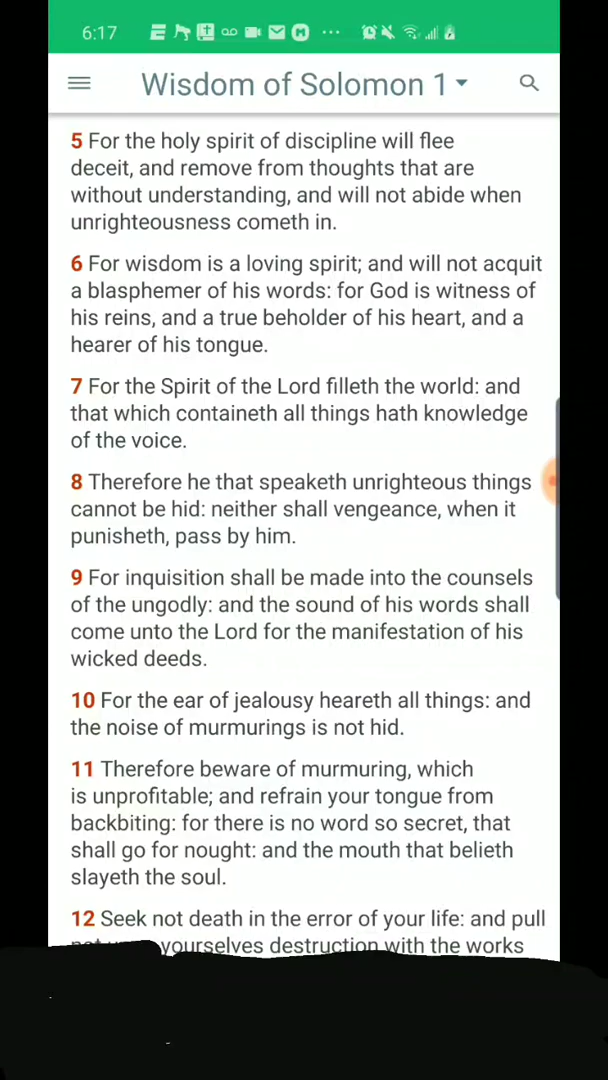 6:17
Wisdom of Solomon 1
5 For the holy spirit of discipline will flee
deceit, and remove from thoughts that are
without understanding, and will not abide when
unrighteousness cometh in.
6 For wisdom is a loving spirit; and will not acquit
a blasphemer of his words: for God is witness of
his reins, and a true beholder of his heart, and a
hearer of his tongue.
7 For the Spirit of the Lord filleth the world: and
that which containeth all things hath knowledge
of the voice.
8 Therefore he that speaketh unrighteous things
cannot be hid: neither shall vengeance, when it
punisheth, pass by him.
9 For inquisition shall be made into the counsels
of the ungodly: and the sound of his words shall
come unto the Lord for the manifestation of his
wicked deeds.
10 For the ear of jealousy heareth all things: and
the noise of murmurings is not hid.
11 Therefore beware of murmuring, which
is unprofitable; and refrain your tongue from
backbiting: for there is no word so secret, that
shall go for nought: and the mouth that belieth
slayeth the soul.
12 Seek not death in the error of your life: and pull
yourselves destruction with the works